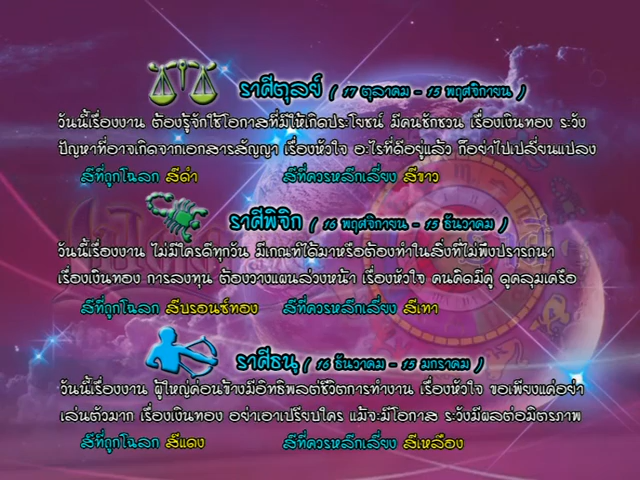 ราศีตุลย์ ( 17 ตุลาคม - 15 พฤศจิกายน )
วันนี้เรื่องงาน ต้องรู้จักใช้โอกาสที่มีให้เกิดประโยชน์ มีคนชักชวน เรื่องเงินทอง ระวัง
ปัญหาที่อาจเกิดจากเอกสารสัญญา เรื่องหัวใจ อะไรที่ดีอยู่แล้ว ก็อย่าไปเปลี่ยนแปลง
สีที่ถูกโฉลก สีดำ สีที่ควรหลีกเลี่ยง สีขาว
ราศีพิจิก ( 16 พฤศจิกายน - 15 ธันวาคม )
วันนี้เรื่องงาน ไม่มีใครดีทุกวัน มีเกณฑ์ได้มาหรือต้องทำในสิ่งที่ไม่พึงปรารถนา
เรื่องเงินทอง การลงทุน ต้องวางแผนล่วงหน้า เรื่องหัวใจ คนคิดมีคู่ ดูคลุมเครือ
สีที่ถูกโฉลก สีบรอนซ์ทอง สีที่ควรหลีกเลี่ยง สีเทา
ราศีธนู ( 16 ธันวาคม - 15 มกราคม )
วันนี้เรื่องงาน ผู้ใหญ่ค่อนข้างมีอิทธิพลต่อชีวิตการทำงาน เรื่องหัวใจ ขอเพียงแค่อย่า
เล่นตัวมาก เรื่องเงินทอง อย่าเอาเปรียบใคร แม้จะมีโอกาส ระวังมีผลต่อมิตรภาพ
สีที่ถูกโฉลก สีแดง สีที่ควรหลีกเลี่ยง สีเหลือง